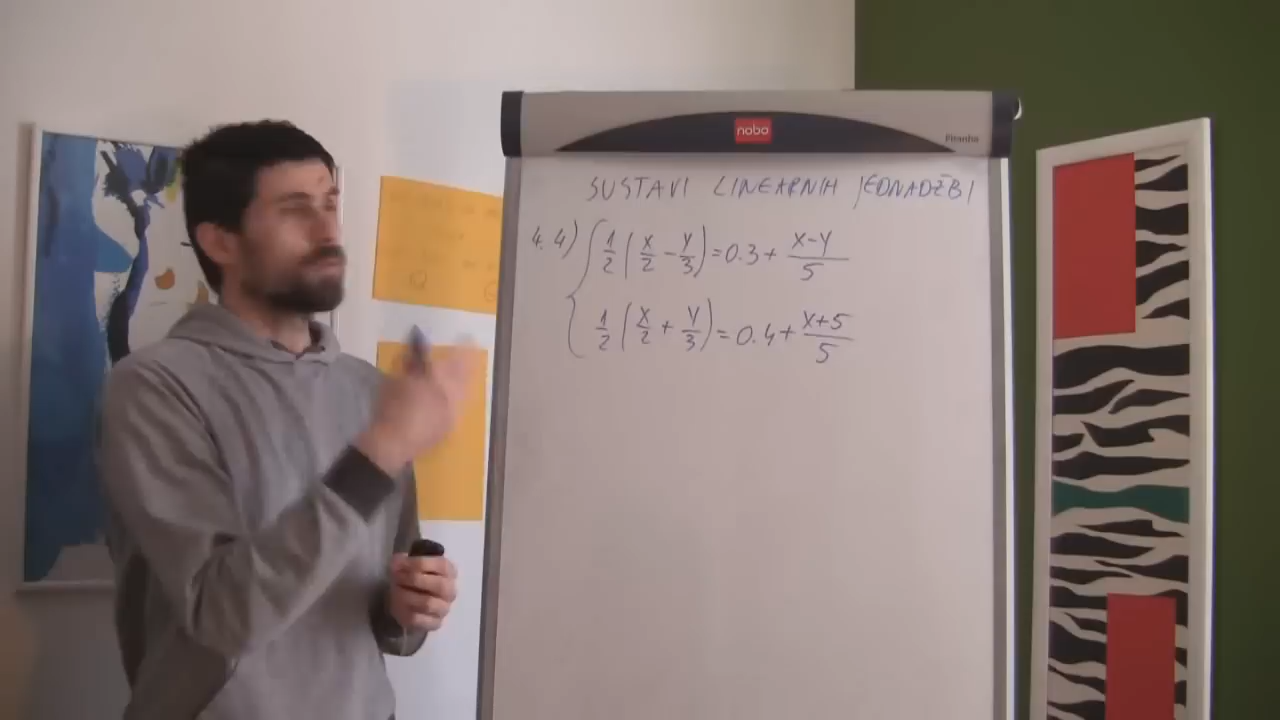 nobo
Piranha
SUSTAVI LINEARNIH JEDNADŽBI
4. 4) { 1/2 (x/2 - y/3) = 0.3 + x-y/5
1/2 (x/2 + y/3) = 0.4 + x+5/5